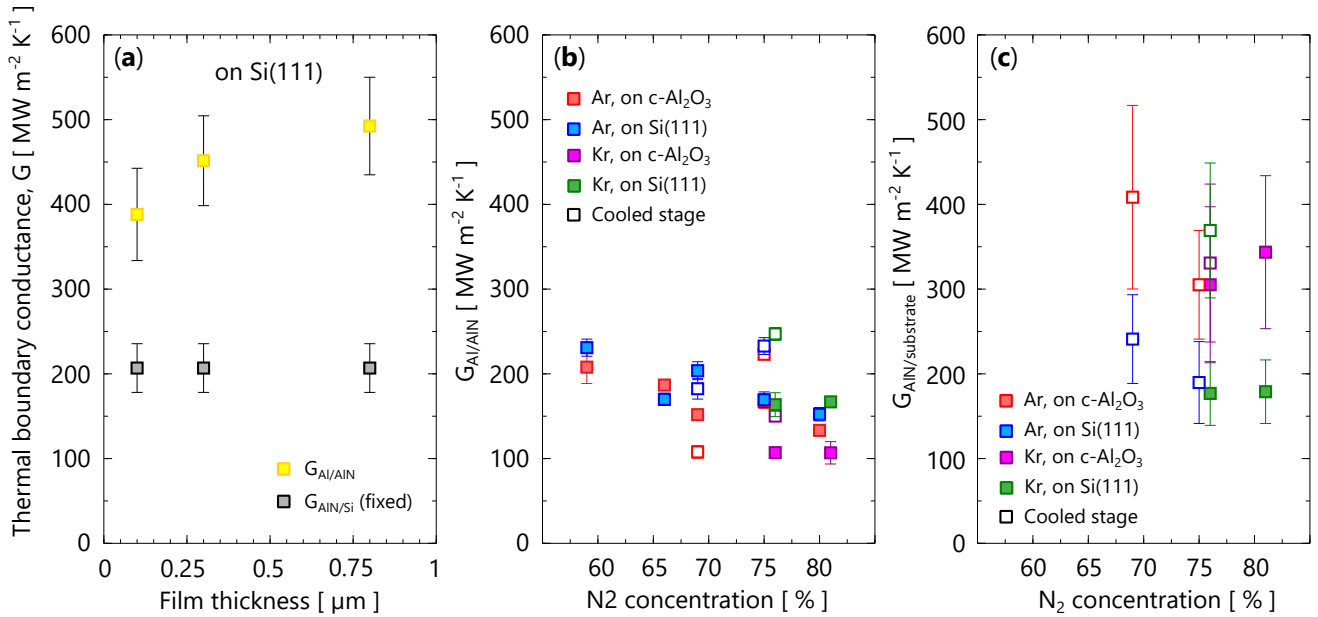 (a)
on Si(111)
Thermal boundary conductance, G [ MW m⁻² K⁻¹ ]
600
500
400
300
200
100
0
G_Al/AlN
G_AlN/Si (fixed)
0 0.25 0.5 0.75 1
Film thickness [ µm ]
(b)
Ar, on c-Al₂O₃
Ar, on Si(111)
Kr, on c-Al₂O₃
Kr, on Si(111)
Cooled stage
G_Al/AlN [ MW m⁻² K⁻¹ ]
600
500
400
300
200
100
0
60 65 70 75 80
N2 concentration [ % ]
(c)
G_AlN/substrate [ MW m⁻² K⁻¹ ]
600
500
400
300
200
100
0
Ar, on c-Al₂O₃
Ar, on Si(111)
Kr, on c-Al₂O₃
Kr, on Si(111)
Cooled stage
60 65 70 75 80
N₂ concentration [ % ]